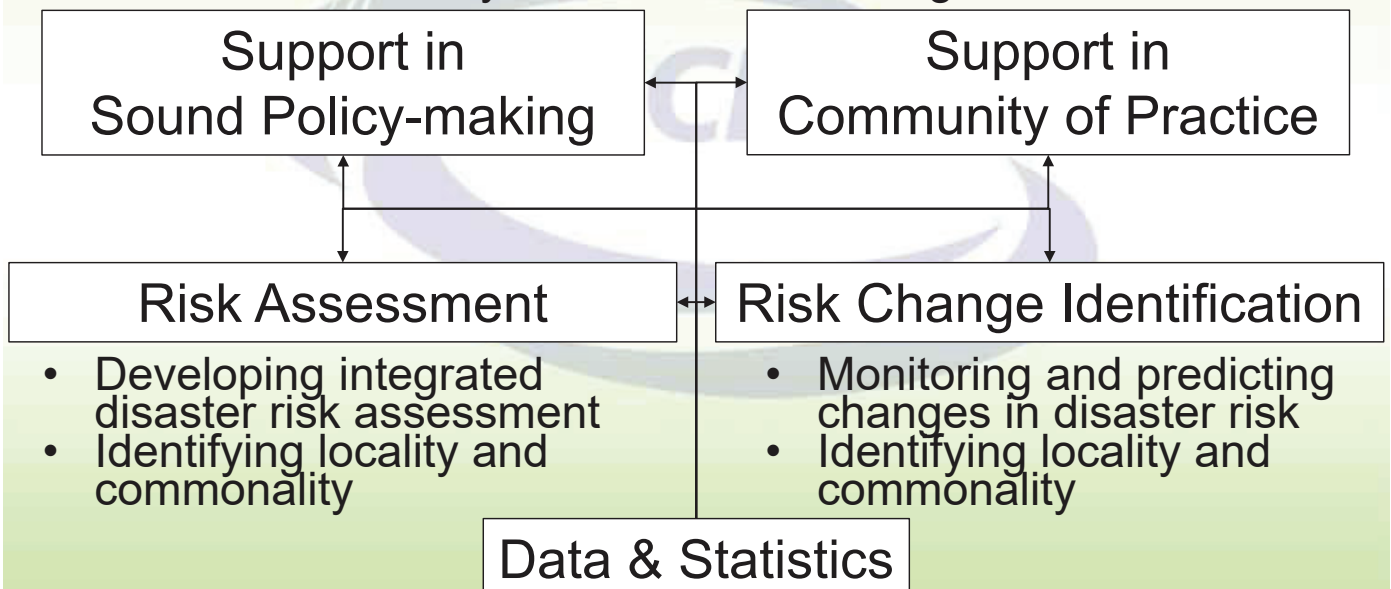 Support in
Sound Policy-making
Support in
Community of Practice
Risk Assessment
Risk Change Identification
• Developing integrated
disaster risk assessment
• Identifying locality and
commonality
• Monitoring and predicting
changes in disaster risk
• Identifying locality and
commonality
Data & Statistics